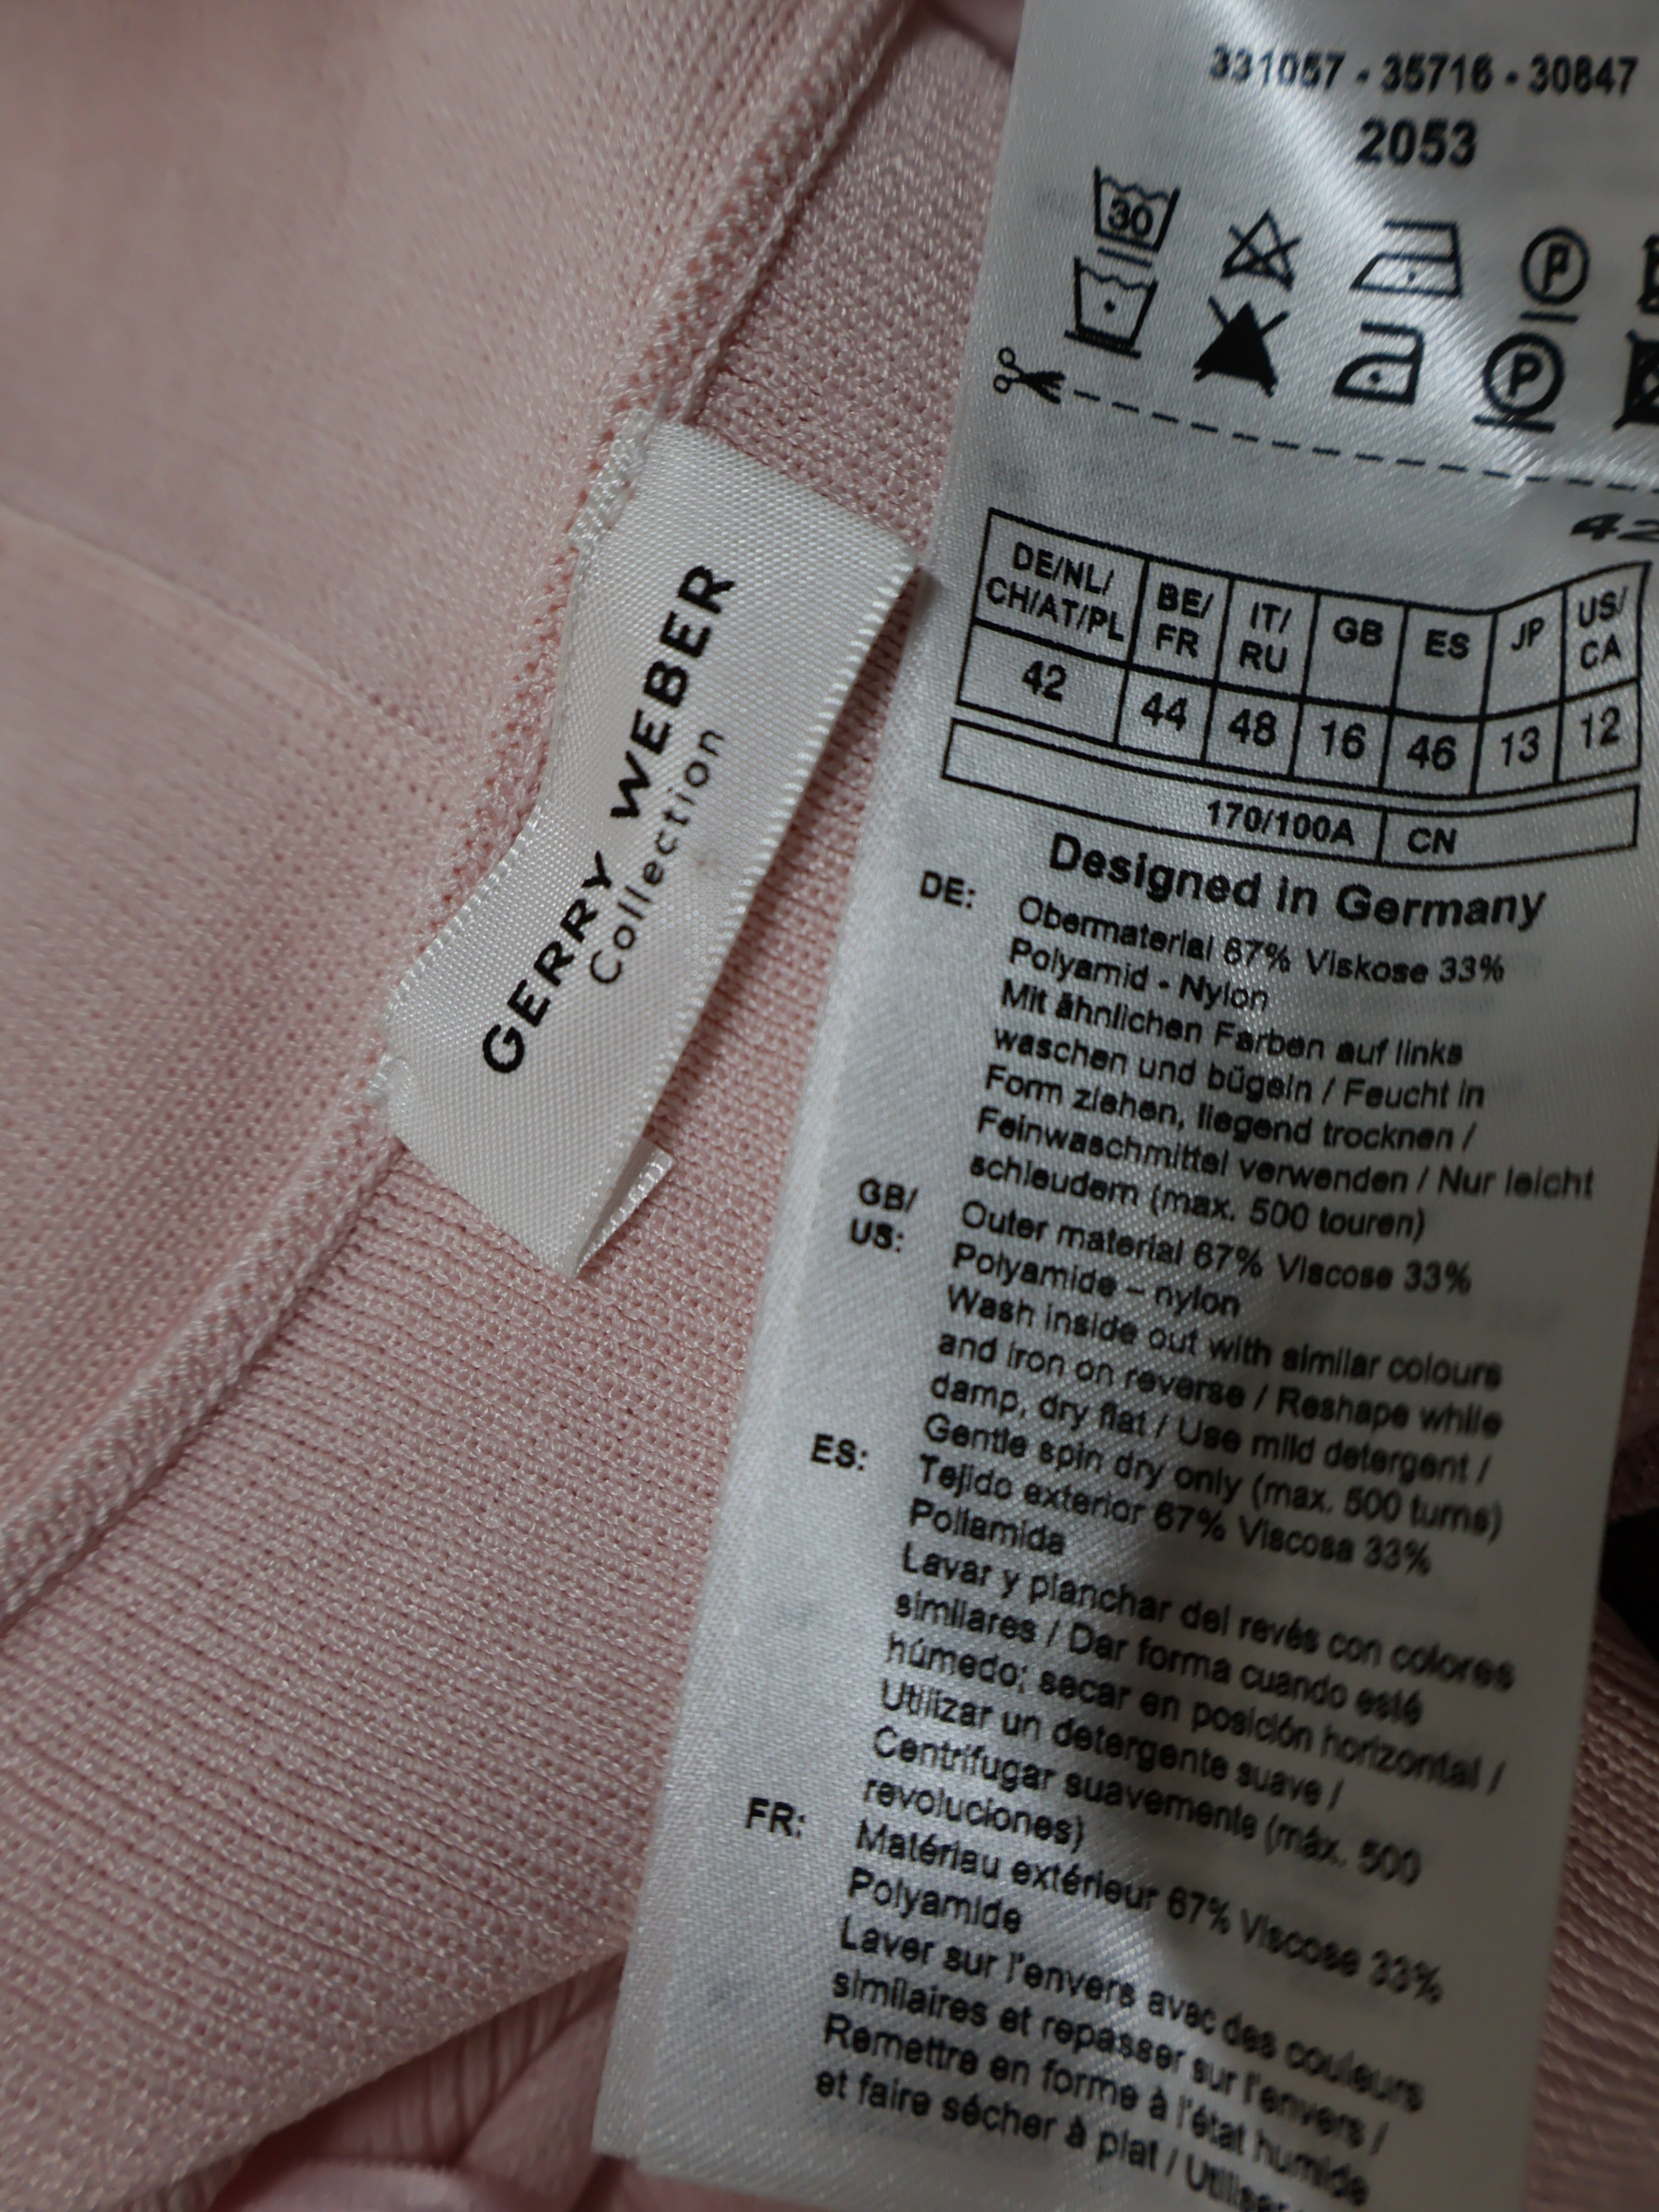 331057 - 35716 - 30847
2053
30
P
P
42
DE/NL/
CH/AT/PL
BE/
FR
IT/
RU
GB
ES
JP
US/
CA
42
44
48
16
46
13
12
170/100A
CN
Designed in Germany
DE:
Obermaterial 67% Viskose 33%
Polyamid - Nylon
Mit ähnlichen Farben auf links
waschen und bügeln / Feucht in
Form ziehen, liegend trocknen /
Feinwaschmittel verwenden / Nur leicht
schleudern (max. 500 touren)
GB/
US:
Outer material 67% Viscose 33%
Polyamide – nylon
Wash inside out with similar colours
and iron on reverse / Reshape while
damp, dry flat / Use mild detergent /
Gentle spin dry only (max. 500 turns)
ES:
Tejido exterior 67% Viscosa 33%
Poliamida
Lavar y planchar del revés con colores
similares / Dar forma cuando esté
húmedo; secar en posición horizontal /
Utilizar un detergente suave /
Centrifugar suavemente (máx. 500
revoluciones)
FR:
Matériau extérieur 67% Viscose 33%
Polyamide
Laver sur l'envers avec des couleurs
similaires et repasser sur l'envers /
Remettre en forme à l'état humide
et faire sécher à plat /
GERRY WEBER
Collection